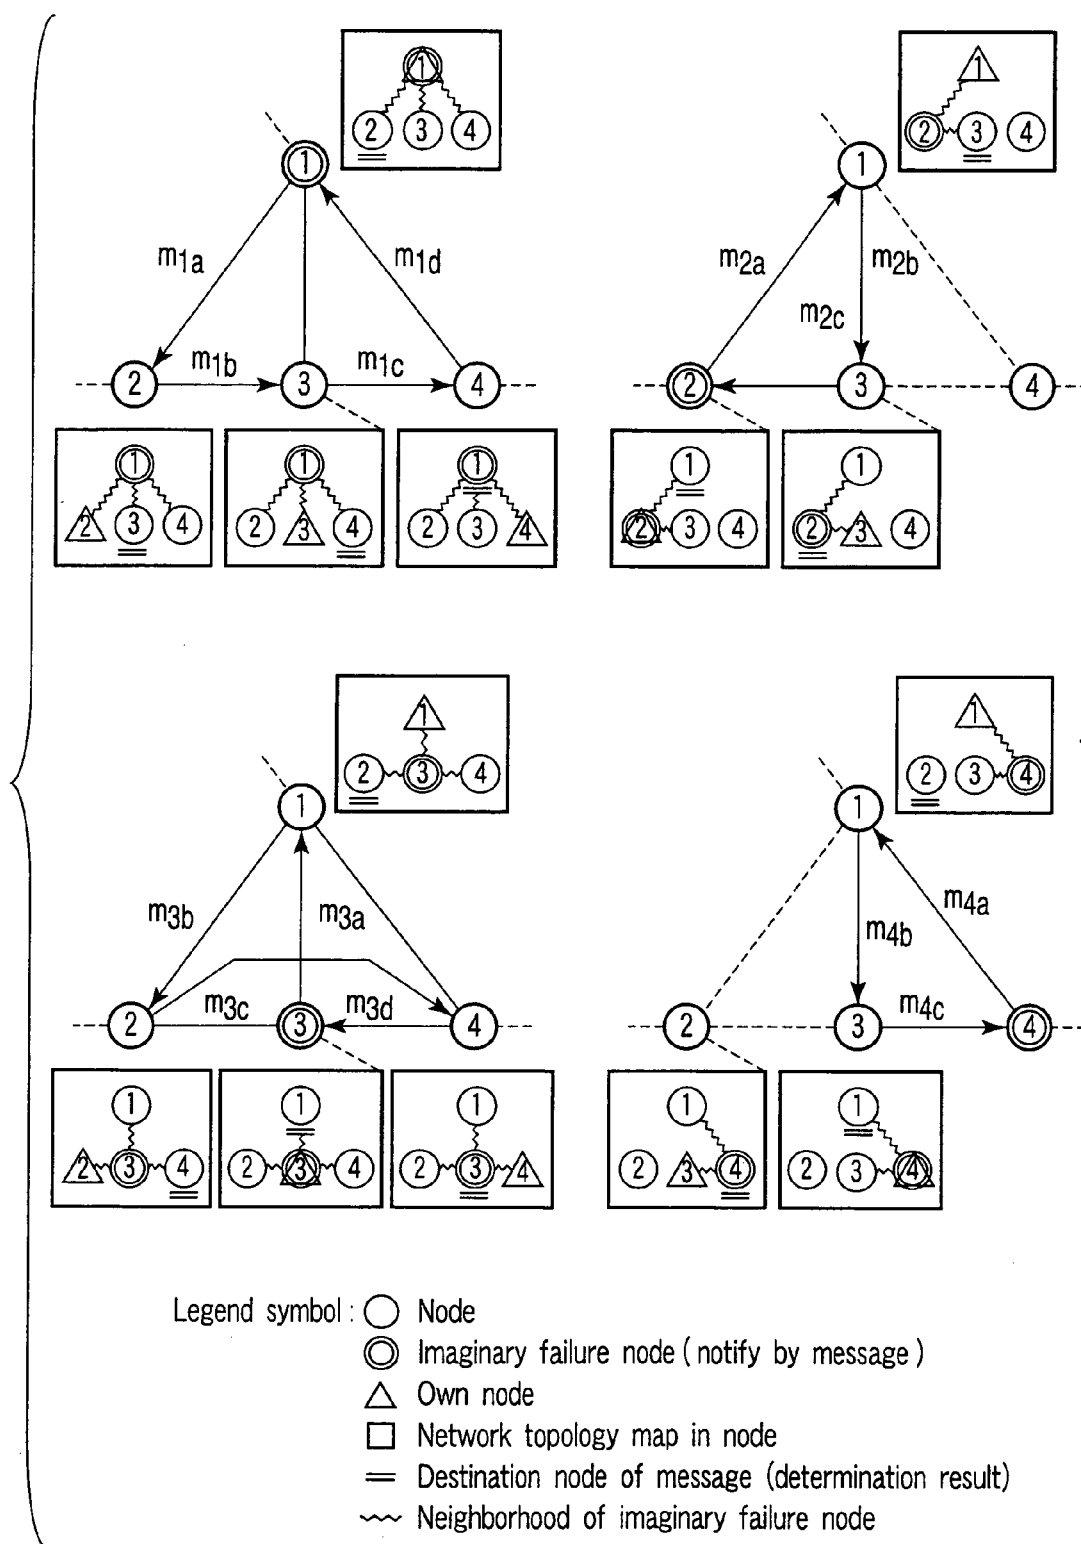 1
2 3 4
1
m1a
m1d
2 m1b 3 m1c 4
1
2 3 4
1
2 3 4
1
2 3 4
1
2 3 4
1
m2a
m2b
m2c
2 3 4
1
2 3 4
1
2 3 4
1
2 3 4
1
m3b
m3a
2 m3c 3 m3d 4
1
2 3 4
1
2 3 4
1
2 3 4
1
2 3 4
1
m4a
m4b
2 3 m4c 4
1
2 3 4
1
2 3 4
Legend symbol : Node
Imaginary failure node ( notify by message )
Own node
Network topology map in node
Destination node of message (determination result)
Neighborhood of imaginary failure node